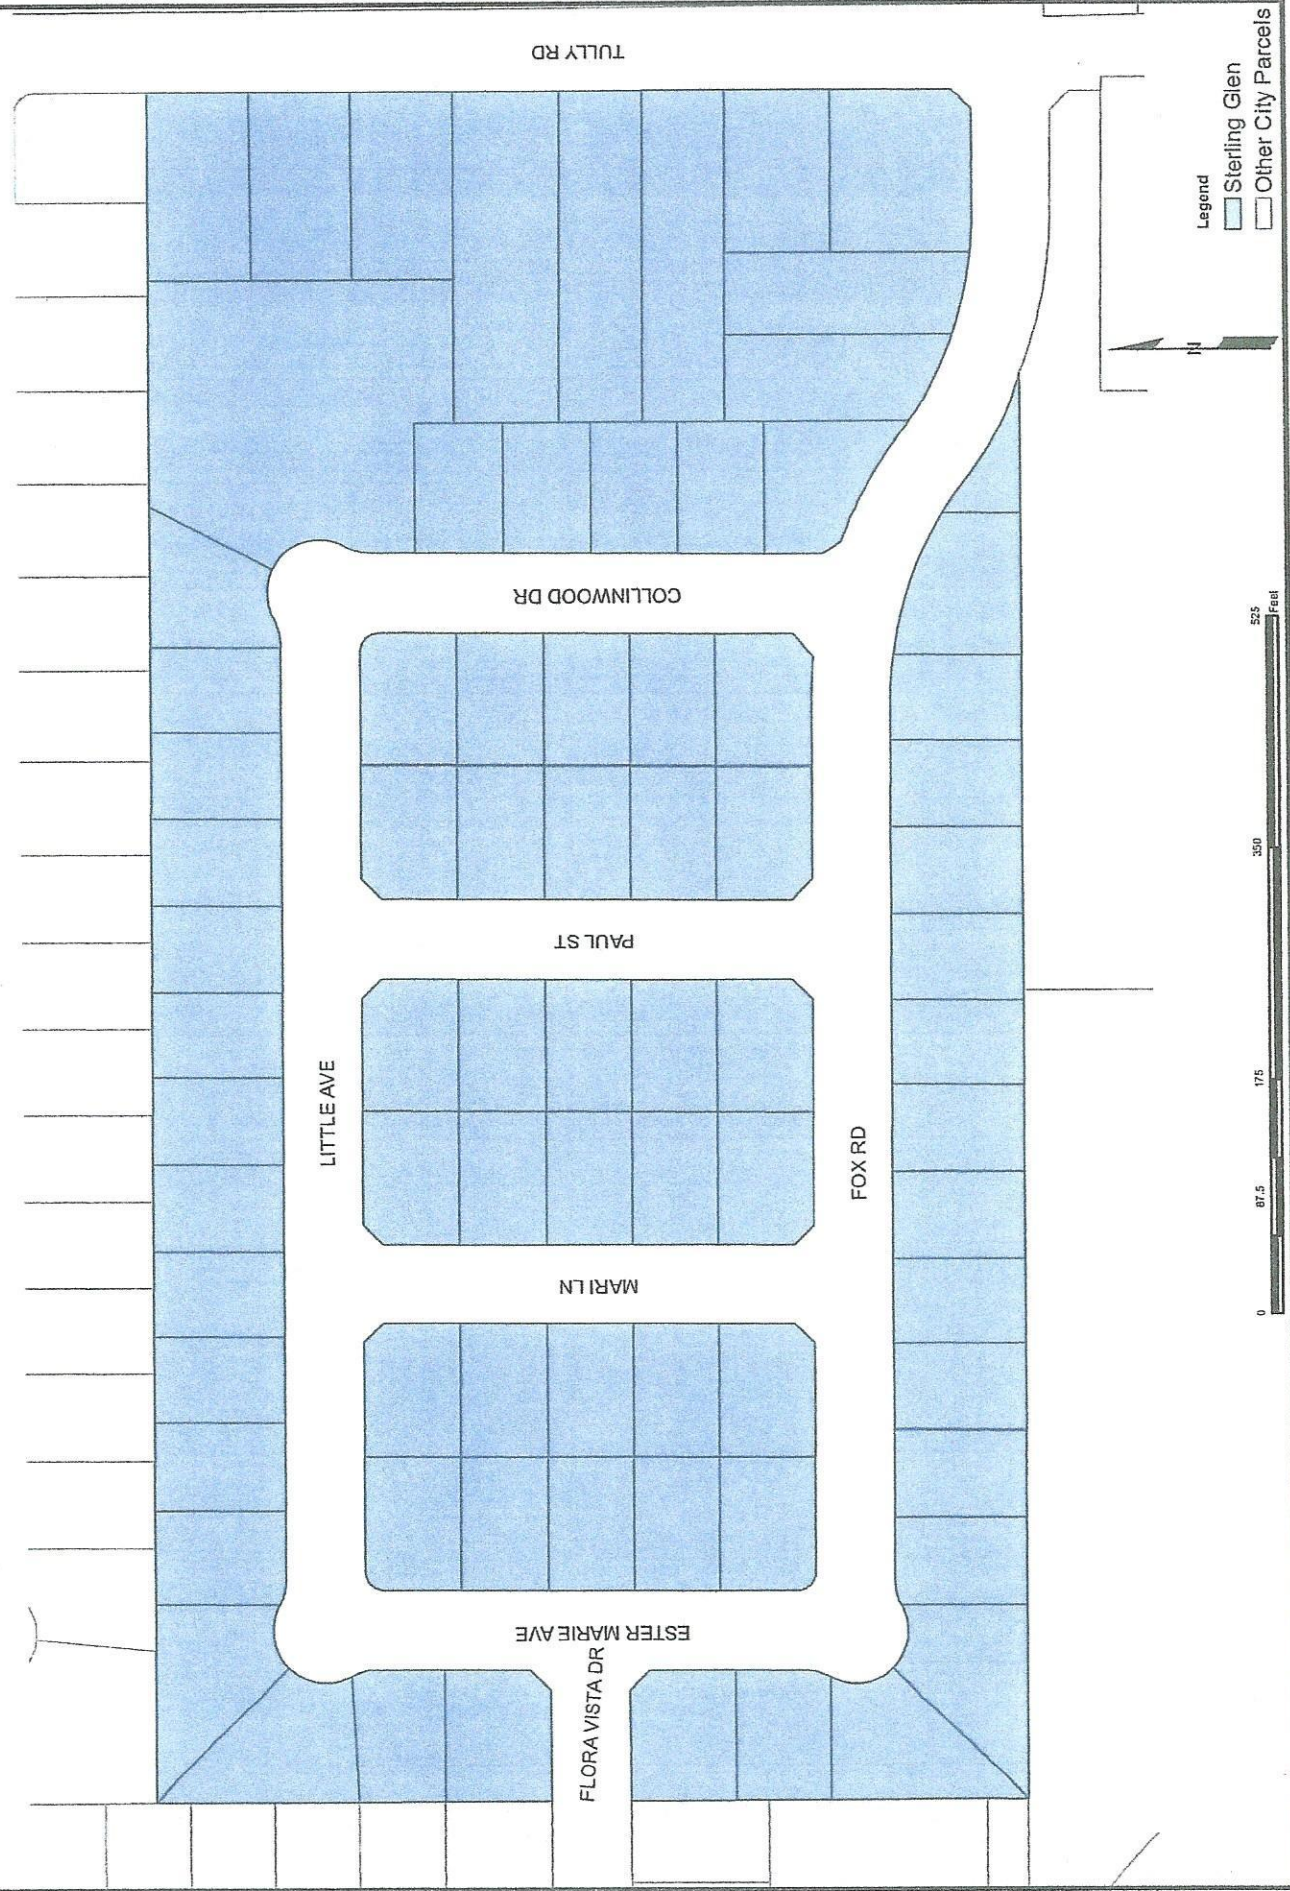 TULLY RD
COLLINWOOD DR
PAUL ST
LITTLE AVE
FOX RD
MARI LN
ESTER MARIE AVE
FLORA VISTA DR
Legend
Sterling Glen
Other City Parcels
N
0
87.5
175
350
525
Feet